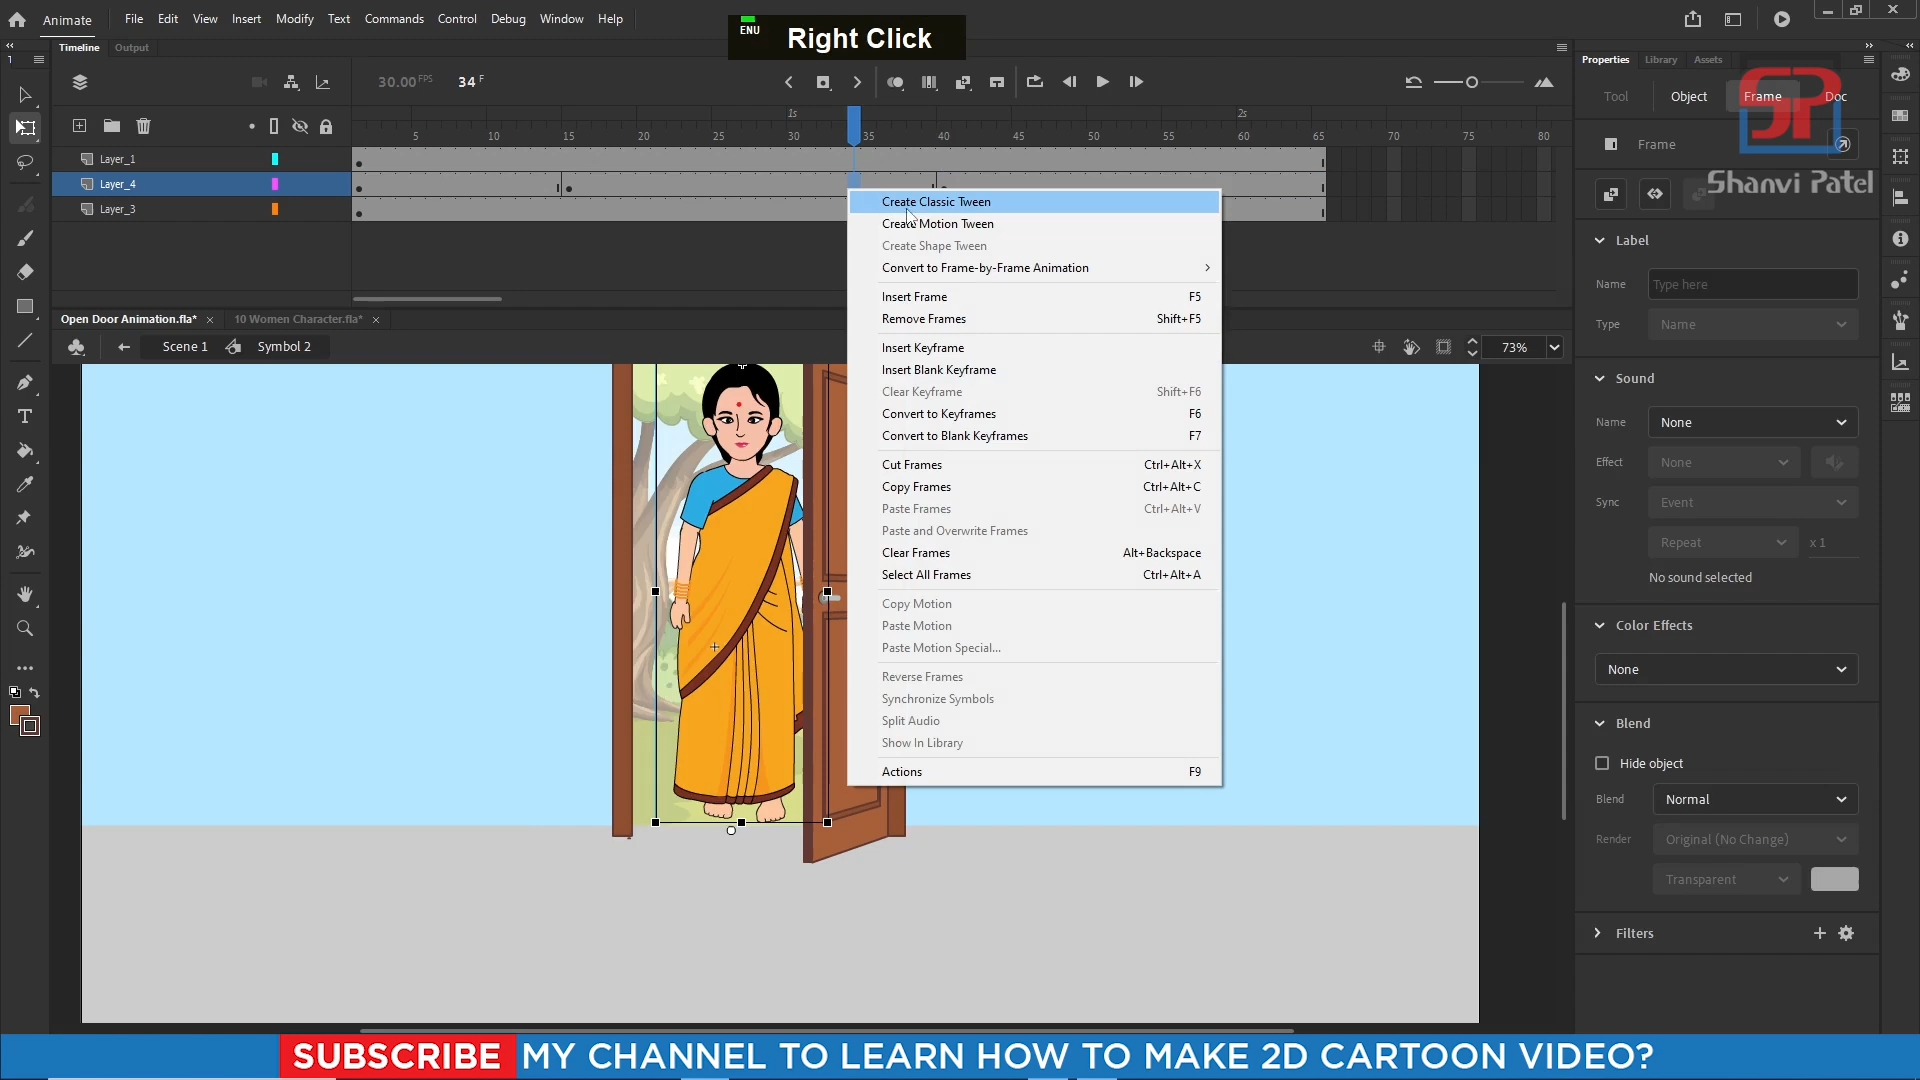 Animate File Edit View Insert Modify Text Commands Control Debug Window Help
ENU Right Click
1 Timeline Output
Properties Library Assets
30.00 FPS 34 F
Tool Object Frame Doc
SP
1s 2s
5 10 15 20 25 30 35 40 45 50 55 60 65 70 75 80
Frame
Shanvi Patel
Layer_1
Layer_4
Layer_3
Create Classic Tween
Create Motion Tween
Create Shape Tween
Convert to Frame-by-Frame Animation
Insert Frame F5
Remove Frames Shift+F5
Insert Keyframe
Insert Blank Keyframe
Clear Keyframe Shift+F6
Convert to Keyframes F6
Convert to Blank Keyframes F7
Cut Frames Ctrl+Alt+X
Copy Frames Ctrl+Alt+C
Paste Frames Ctrl+Alt+V
Paste and Overwrite Frames
Clear Frames Alt+Backspace
Select All Frames Ctrl+Alt+A
Copy Motion
Paste Motion
Paste Motion Special...
Reverse Frames
Synchronize Symbols
Split Audio
Show In Library
Actions F9
Open Door Animation.fla* × 10 Women Character.fla* ×
Scene 1 Symbol 2
73%
Label
Name Type here
Type Name
Sound
Name None
Effect None
Sync Event
Repeat x 1
No sound selected
Color Effects
None
Blend
Hide object
Blend Normal
Render Original (No Change)
Transparent
Filters
SUBSCRIBE MY CHANNEL TO LEARN HOW TO MAKE 2D CARTOON VIDEO?